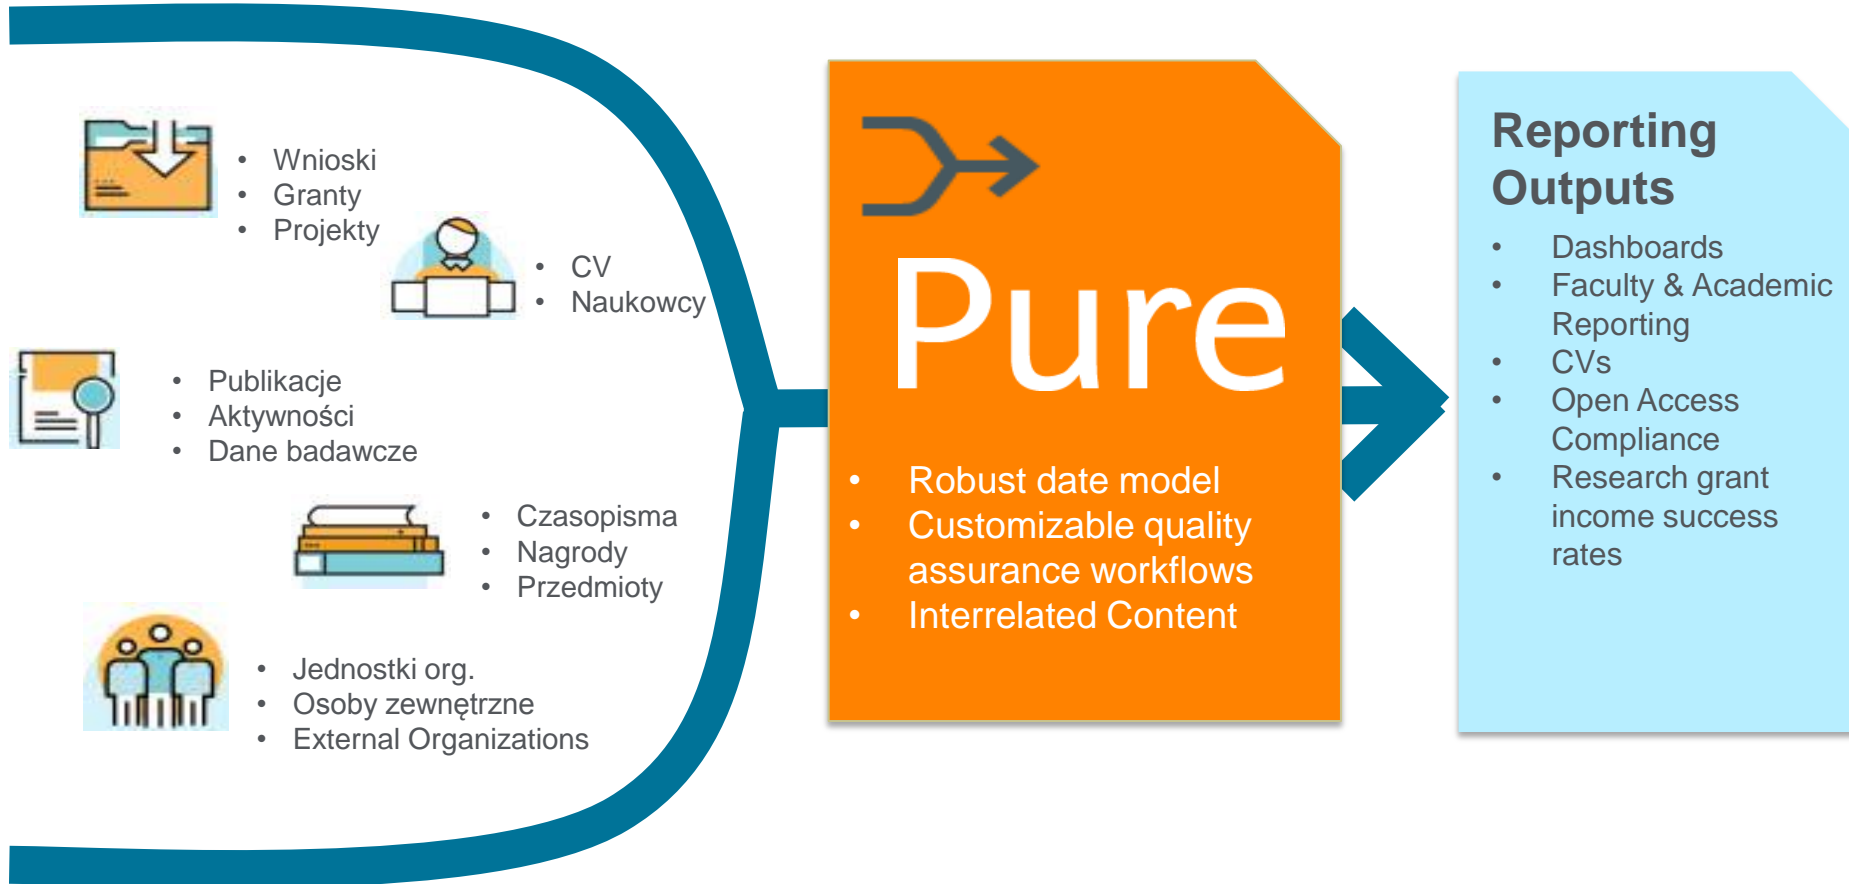 • Wnioski
• Granty
• Projekty
• CV
• Naukowcy
• Publikacje
• Aktywności
• Dane badawcze
• Czasopisma
• Nagrody
• Przedmioty
• Jednostki org.
• Osoby zewnętrzne
• External Organizations
Pure
• Robust date model
• Customizable quality
assurance workflows
• Interrelated Content
Reporting
Outputs
• Dashboards
• Faculty & Academic
Reporting
• CVs
• Open Access
Compliance
• Research grant
income success
rates